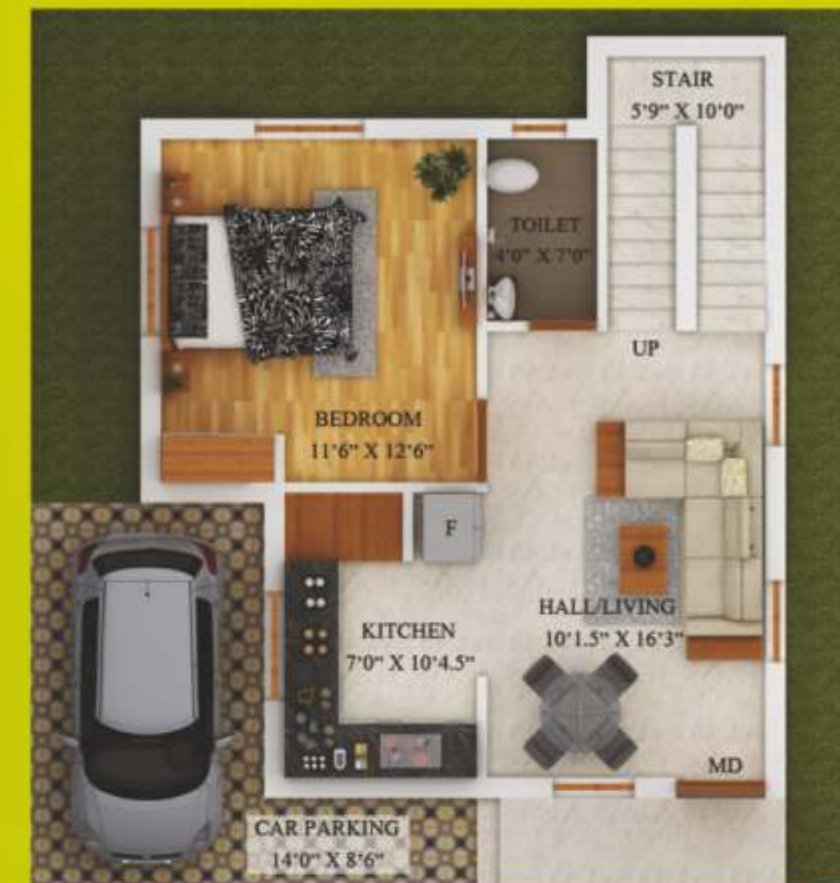 STAIR
5'9" X 10'0"
TOILET
4'0" X 7'0"
UP
BEDROOM
11'6" X 12'6"
F
HALL/LIVING
10'1.5" X 16'3"
KITCHEN
7'0" X 10'4.5"
MD
CAR PARKING
14'0" X 8'6"